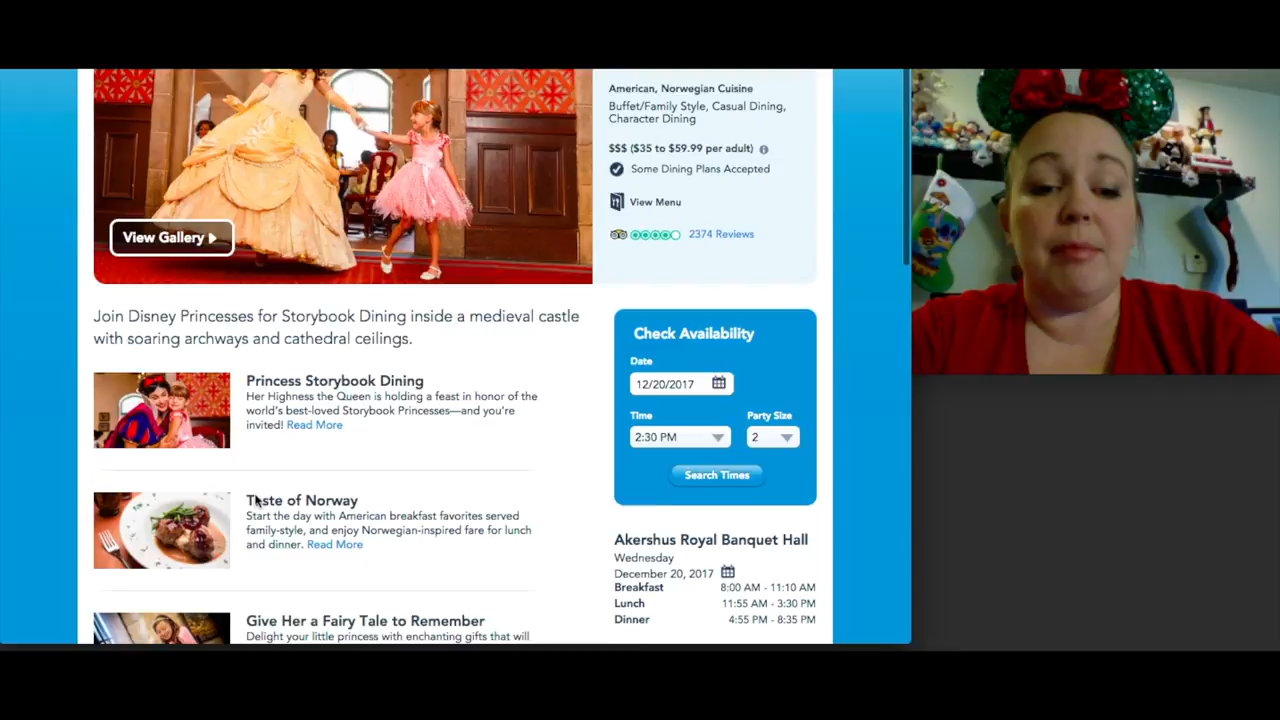 American, Norwegian Cuisine
Buffet/Family Style, Casual Dining,
Character Dining
$$$ ($35 to $59.99 per adult)
Some Dining Plans Accepted
View Menu
2374 Reviews
View Gallery
Join Disney Princesses for Storybook Dining inside a medieval castle
with soaring archways and cathedral ceilings.
Princess Storybook Dining
Her Highness the Queen is holding a feast in honor of the
world's best-loved Storybook Princesses—and you're
invited! Read More
Taste of Norway
Start the day with American breakfast favorites served
family-style, and enjoy Norwegian-inspired fare for lunch
and dinner. Read More
Give Her a Fairy Tale to Remember
Delight your little princess with enchanting gifts that will
Check Availability
Date
12/20/2017
Time Party Size
2:30 PM 2
Search Times
Akershus Royal Banquet Hall
Wednesday
December 20, 2017
Breakfast 8:00 AM - 11:10 AM
Lunch 11:55 AM - 3:30 PM
Dinner 4:55 PM - 8:35 PM